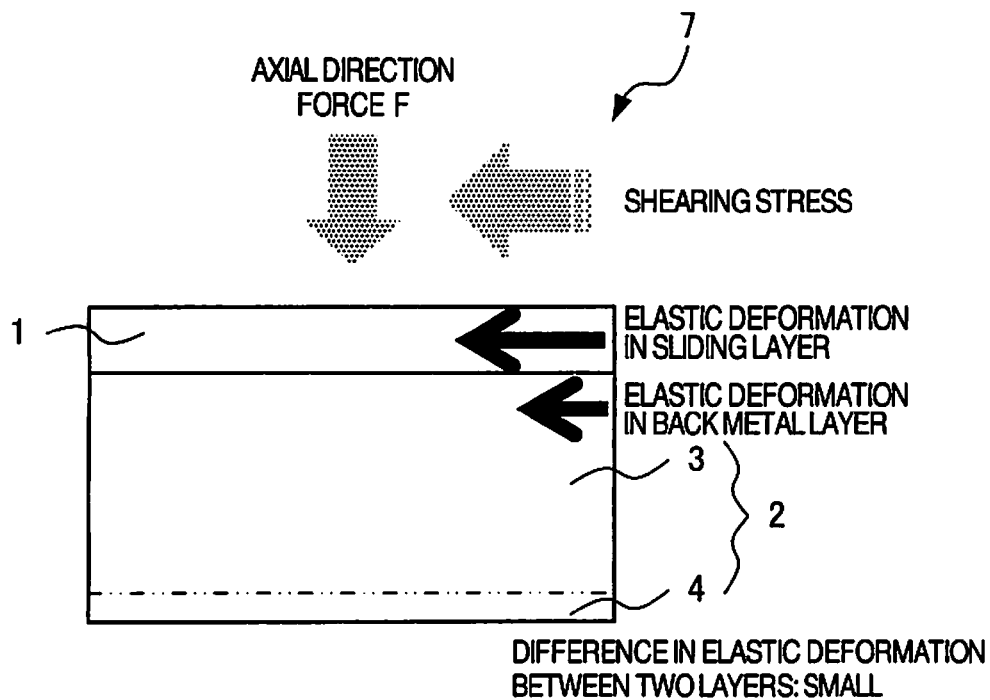 7
AXIAL DIRECTION
FORCE F
SHEARING STRESS
1
ELASTIC DEFORMATION
IN SLIDING LAYER
ELASTIC DEFORMATION
IN BACK METAL LAYER
3
2
4
DIFFERENCE IN ELASTIC DEFORMATION
BETWEEN TWO LAYERS: SMALL